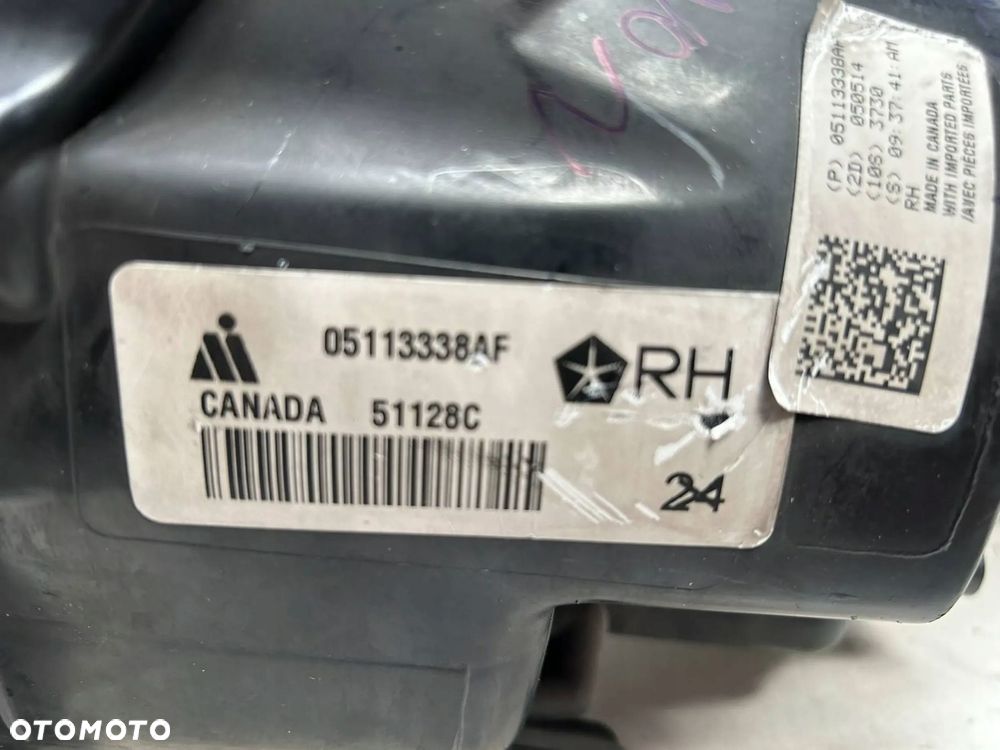 05113338AF
RH
CANADA 51128C
24
(P) 05113338AF
(2D) 050514
(10S) 3730
(S) 09:37:41 AM
RH
MADE IN CANADA
WITH IMPORTED PARTS
/AVEC PIÈCES IMPORTÉES
OTOMOTO